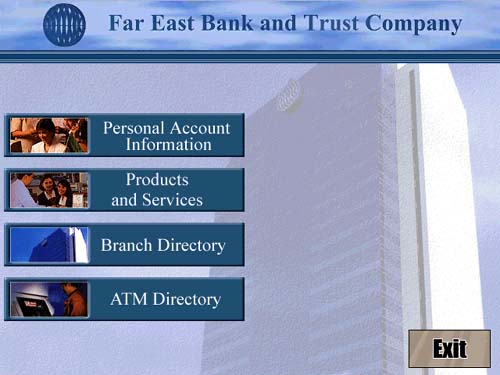 Far East Bank and Trust Company
Personal Account
Information
Products
and Services
Branch Directory
ATM Directory
Exit